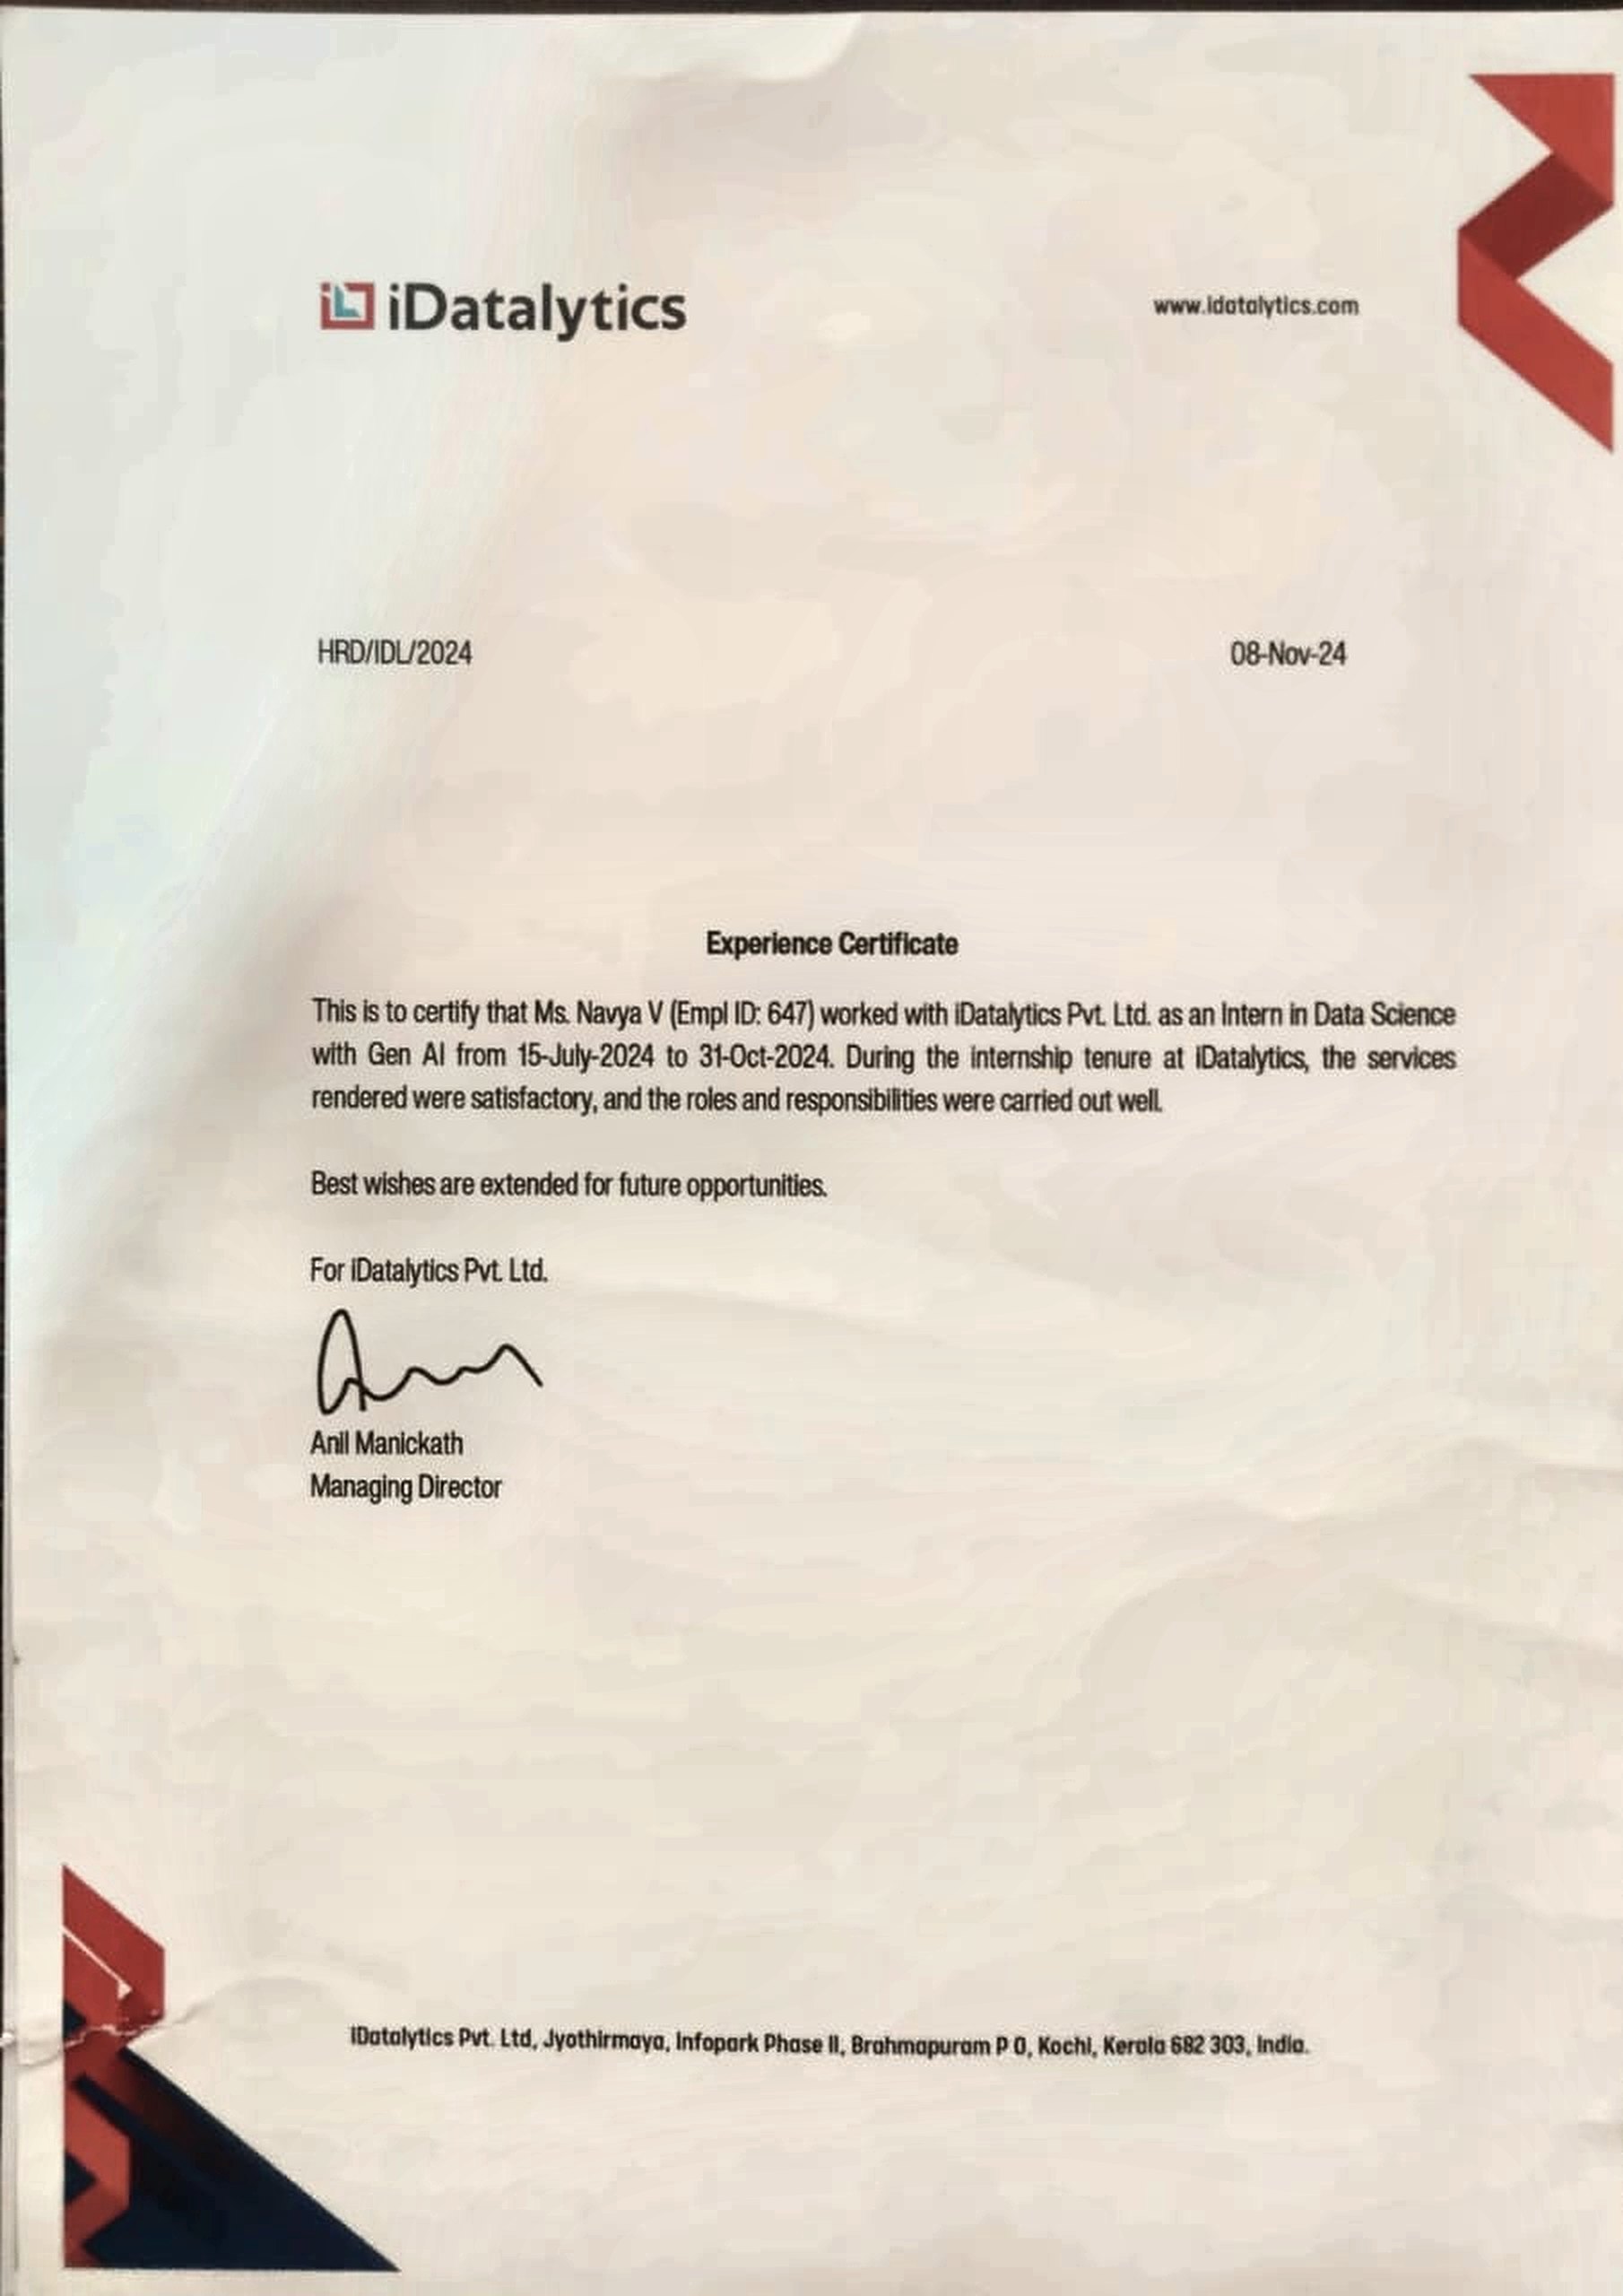 iDatalytics
www.idatalytics.com
HRD/IDL/2024
08-Nov-24
Experience Certificate
This is to certify that Ms. Navya V (Empl ID: 647) worked with iDatalytics Pvt. Ltd. as an Intern in Data Science
with Gen AI from 15-July-2024 to 31-Oct-2024. During the internship tenure at iDatalytics, the services
rendered were satisfactory, and the roles and responsibilities were carried out well.
Best wishes are extended for future opportunities.
For iDatalytics Pvt. Ltd.
Anil Manickath
Managing Director
iDatalytics Pvt. Ltd, Jyothirmaya, Infopark Phase II, Brahmapuram P O, Kochi, Kerala 682 303, India.